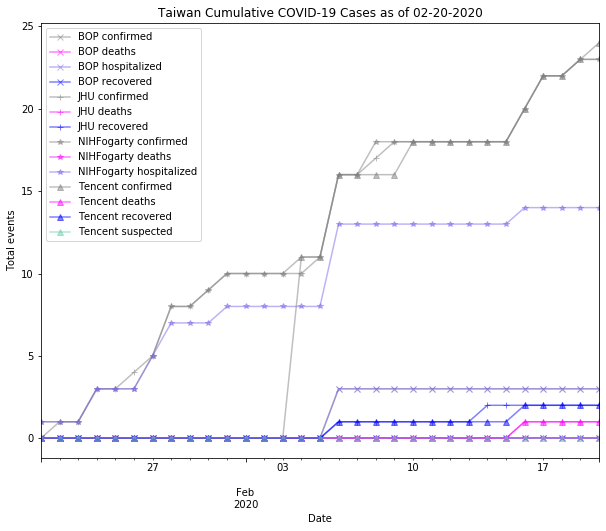 Taiwan Cumulative COVID-19 Cases as of 02-20-2020
25
20
15
10
5
0
Total events
BOP confirmed
BOP deaths
BOP hospitalized
BOP recovered
JHU confirmed
JHU deaths
JHU recovered
NIHFogarty confirmed
NIHFogarty deaths
NIHFogarty hospitalized
Tencent confirmed
Tencent deaths
Tencent recovered
Tencent suspected
27 03 10 17
Feb
2020
Date